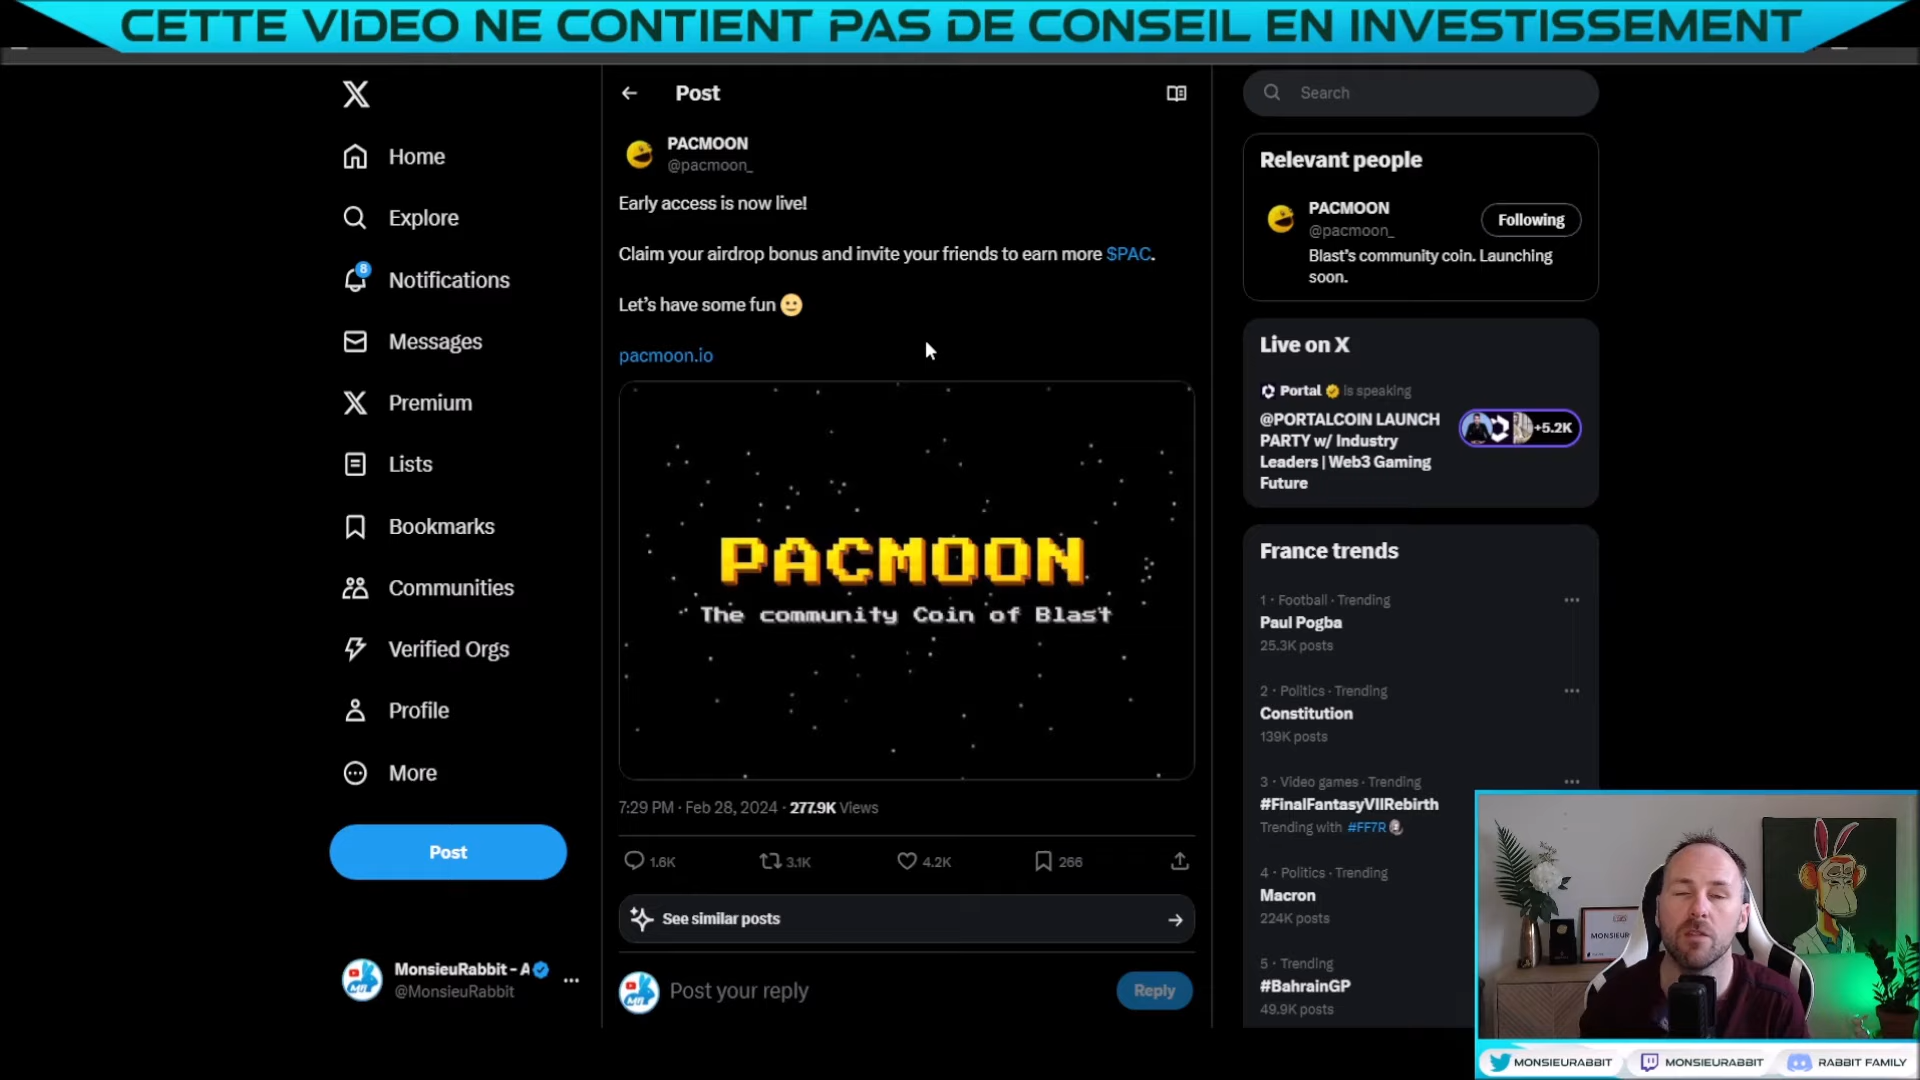 CETTE VIDEO NE CONTIENT PAS DE CONSEIL EN INVESTISSEMENT
Home
Explore
8
Notifications
Messages
Premium
Lists
Bookmarks
Communities
Verified Orgs
Profile
More
Post
MonsieuRabbit - A
@MonsieuRabbit
Post
PACMOON
@pacmoon_
Early access is now live!
Claim your airdrop bonus and invite your friends to earn more $PAC.
Let's have some fun 🙂
pacmoon.io
PACMOON
The community Coin of Blast
7:29 PM · Feb 28, 2024 · 277.9K Views
1.6K
3.1K
4.2K
266
See similar posts
Post your reply
Reply
Search
Relevant people
PACMOON
@pacmoon_
Following
Blast's community coin. Launching
soon.
Live on X
Portal is speaking
@PORTALCOIN LAUNCH
PARTY w/ Industry
Leaders | Web3 Gaming
Future
+5.2K
France trends
1 · Football · Trending
Paul Pogba
25.3K posts
2 · Politics · Trending
Constitution
139K posts
3 · Video games · Trending
#FinalFantasyVIIRebirth
Trending with #FF7R
4 · Politics · Trending
Macron
224K posts
5 · Trending
#BahrainGP
49.9K posts
MONSIEURABBIT
MONSIEURABBIT
RABBIT FAMILY